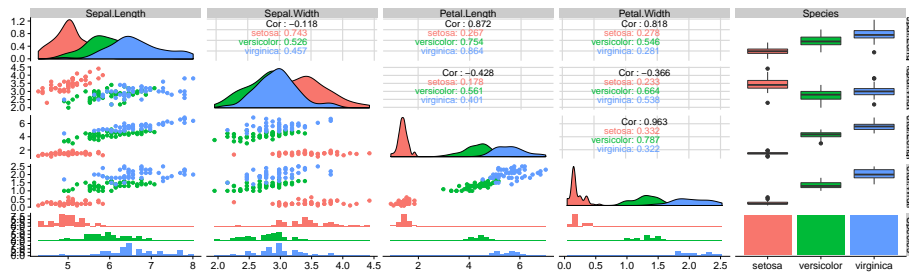 Sepal.Length Sepal.Width Petal.Length Petal.Width Species
1.2
0.8
0.4
0.0
Cor : −0.118
setosa: 0.743
versicolor: 0.526
virginica: 0.457
Cor : 0.872
setosa: 0.267
versicolor: 0.754
virginica: 0.864
Cor : 0.818
setosa: 0.278
versicolor: 0.546
virginica: 0.281
4.5
4.0
3.5
3.0
2.5
2.0
Cor : −0.428
setosa: 0.178
versicolor: 0.561
virginica: 0.401
Cor : −0.366
setosa: 0.233
versicolor: 0.664
virginica: 0.538
6
4
2
Cor : 0.963
setosa: 0.332
versicolor: 0.787
virginica: 0.322
2.5
2.0
1.5
1.0
0.5
0.0
5 6 7 8 2.0 2.5 3.0 3.5 4.0 4.5 2 4 6 0.0 0.5 1.0 1.5 2.0 2.5 setosa versicolor virginica